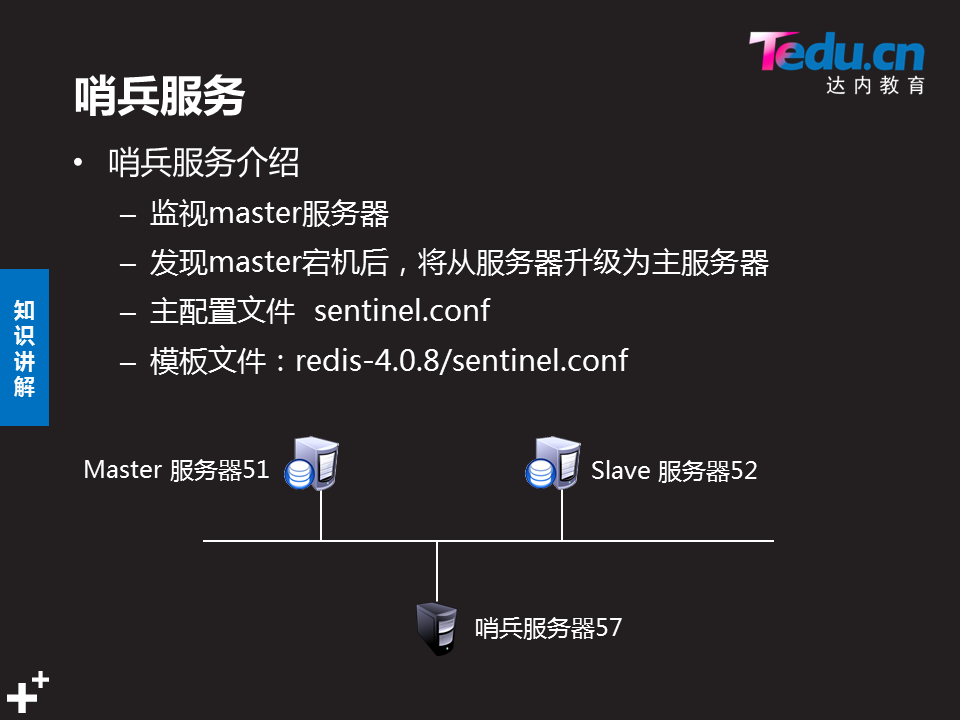 Tedu.cn
达内教育
哨兵服务
• 哨兵服务介绍
– 监视master服务器
– 发现master宕机后，将从服务器升级为主服务器
– 主配置文件 sentinel.conf
– 模板文件：redis-4.0.8/sentinel.conf
知识讲解
Master 服务器51
Slave 服务器52
哨兵服务器57